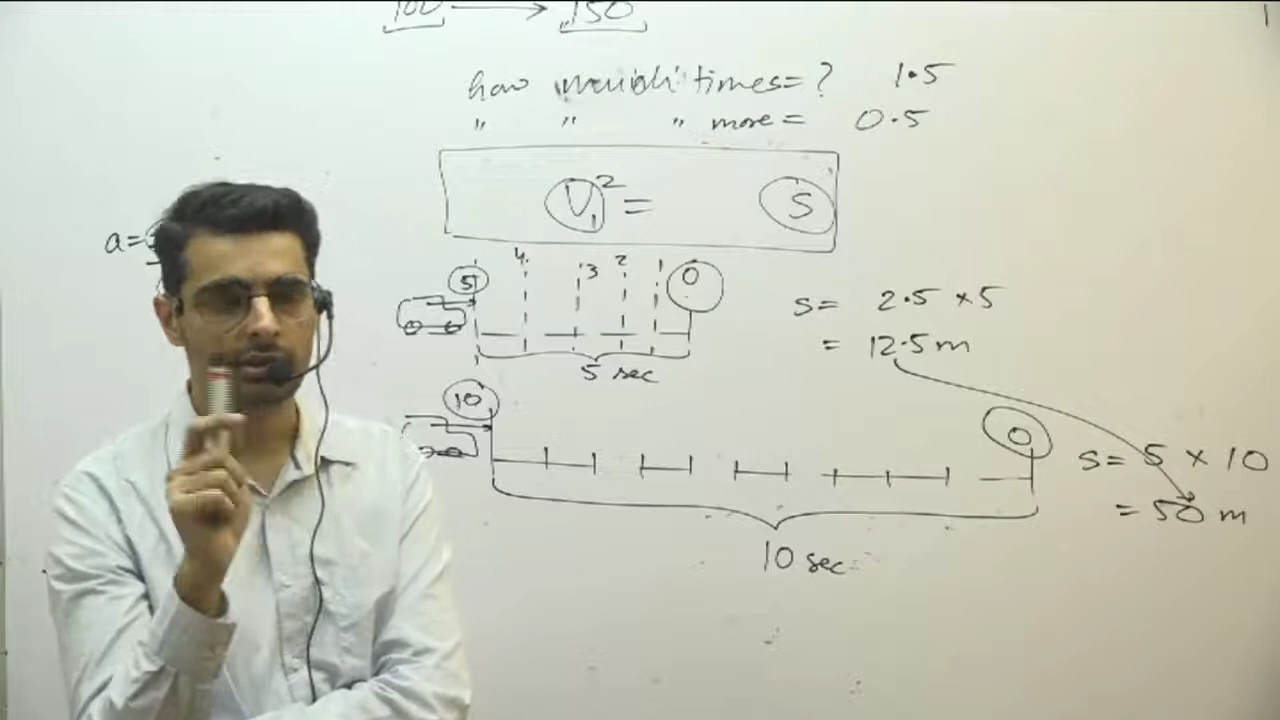 100 → 150
how much times = ? 1.5
" " " more = 0.5
V₁² = S
a =
5 4 3 2 1 0
S = 2.5 × 5
= 12.5 m
5 sec
10 0
S = 5 × 10
= 50 m
10 sec